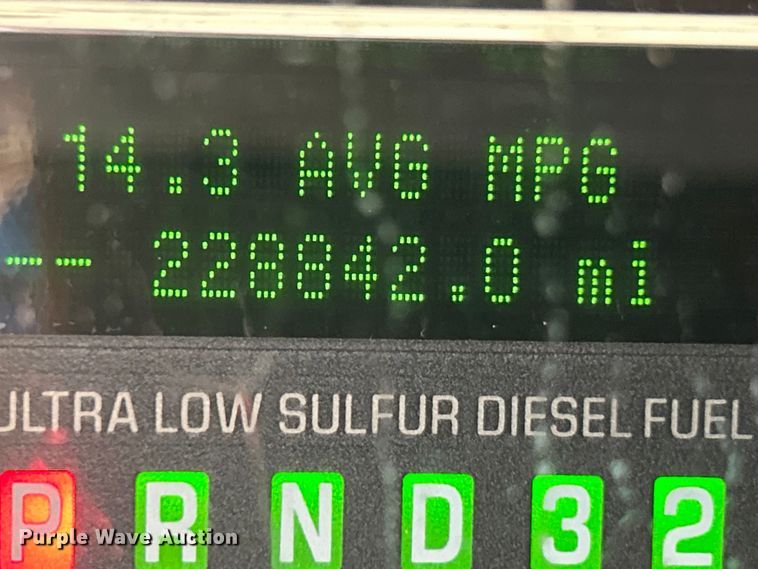 14.3 AVG MPG
-- 228842.0 mi
ULTRA LOW SULFUR DIESEL FUEL
P R N D 3 2
Purple Wave Auction